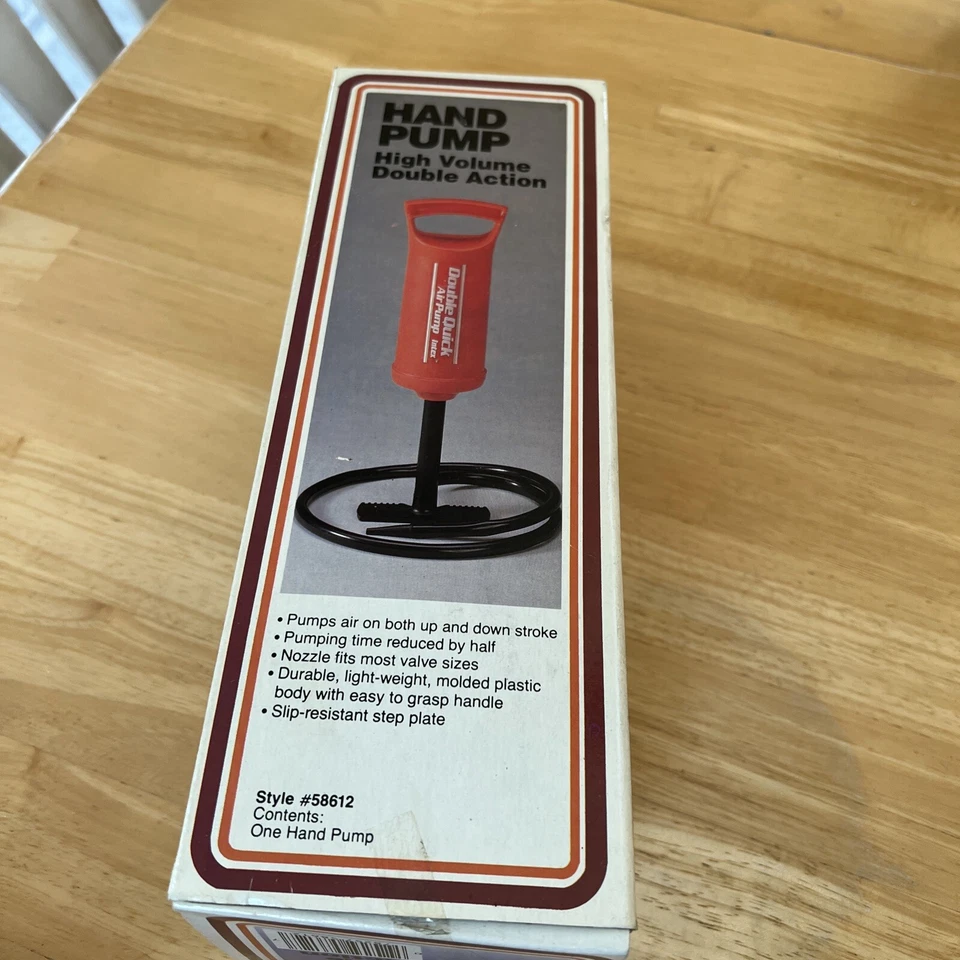 HAND
PUMP
High Volume
Double Action
Double Quick
Air Pump Intex
• Pumps air on both up and down stroke
• Pumping time reduced by half
• Nozzle fits most valve sizes
• Durable, light-weight, molded plastic
body with easy to grasp handle
• Slip-resistant step plate
Style #58612
Contents:
One Hand Pump